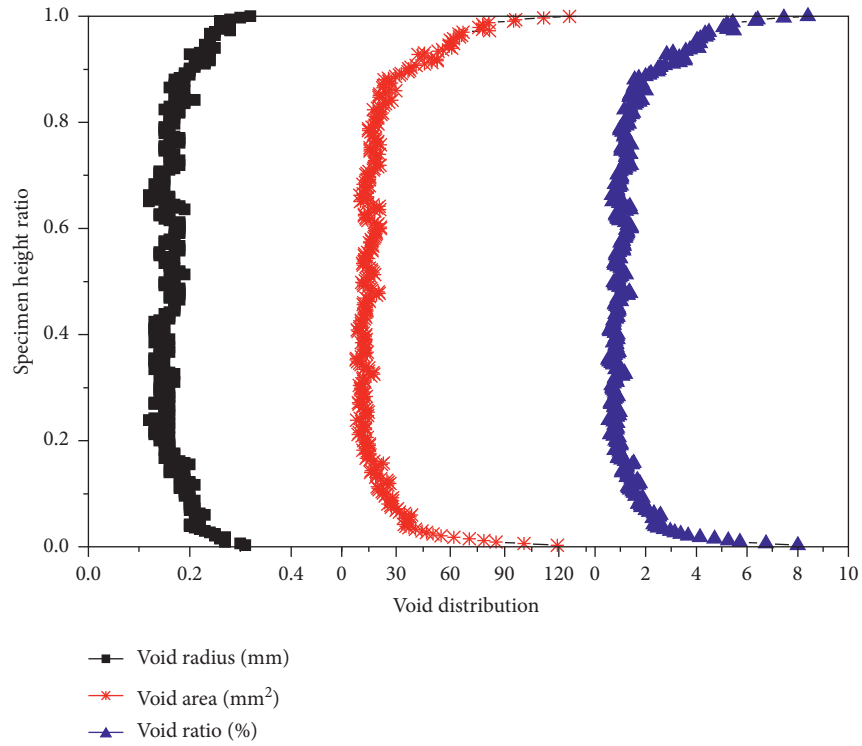 1.0
0.8
0.6
0.4
0.2
0.0
Specimen height ratio
0.0 0.2 0.4 0 30 60 90 120 0 2 4 6 8 10
Void distribution
Void radius (mm)
Void area (mm²)
Void ratio (%)